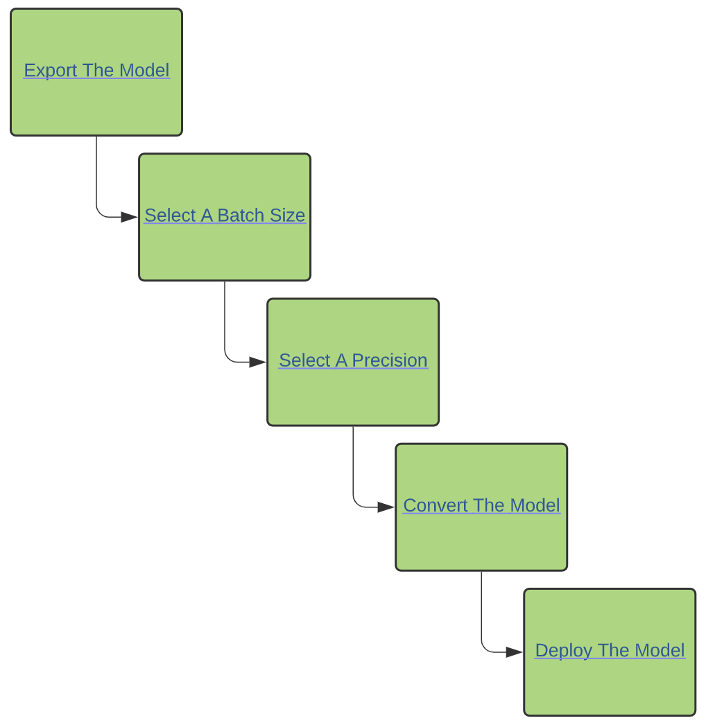 Export The Model
Select A Batch Size
Select A Precision
Convert The Model
Deploy The Model